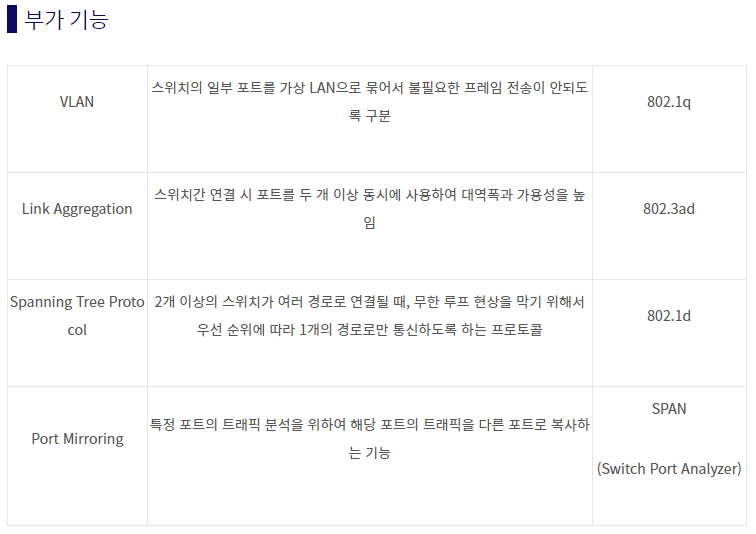 부가 기능
VLAN
스위치의 일부 포트를 가상 LAN으로 묶어서 불필요한 프레임 전송이 안되도
록 구분
802.1q
Link Aggregation
스위치간 연결 시 포트를 두 개 이상 동시에 사용하여 대역폭과 가용성을 높
임
802.3ad
Spanning Tree Proto
col
2개 이상의 스위치가 여러 경로로 연결될 때, 무한 루프 현상을 막기 위해서
우선 순위에 따라 1개의 경로로만 통신하도록 하는 프로토콜
802.1d
Port Mirroring
특정 포트의 트래픽 분석을 위하여 해당 포트의 트래픽을 다른 포트로 복사하
는 기능
SPAN
(Switch Port Analyzer)